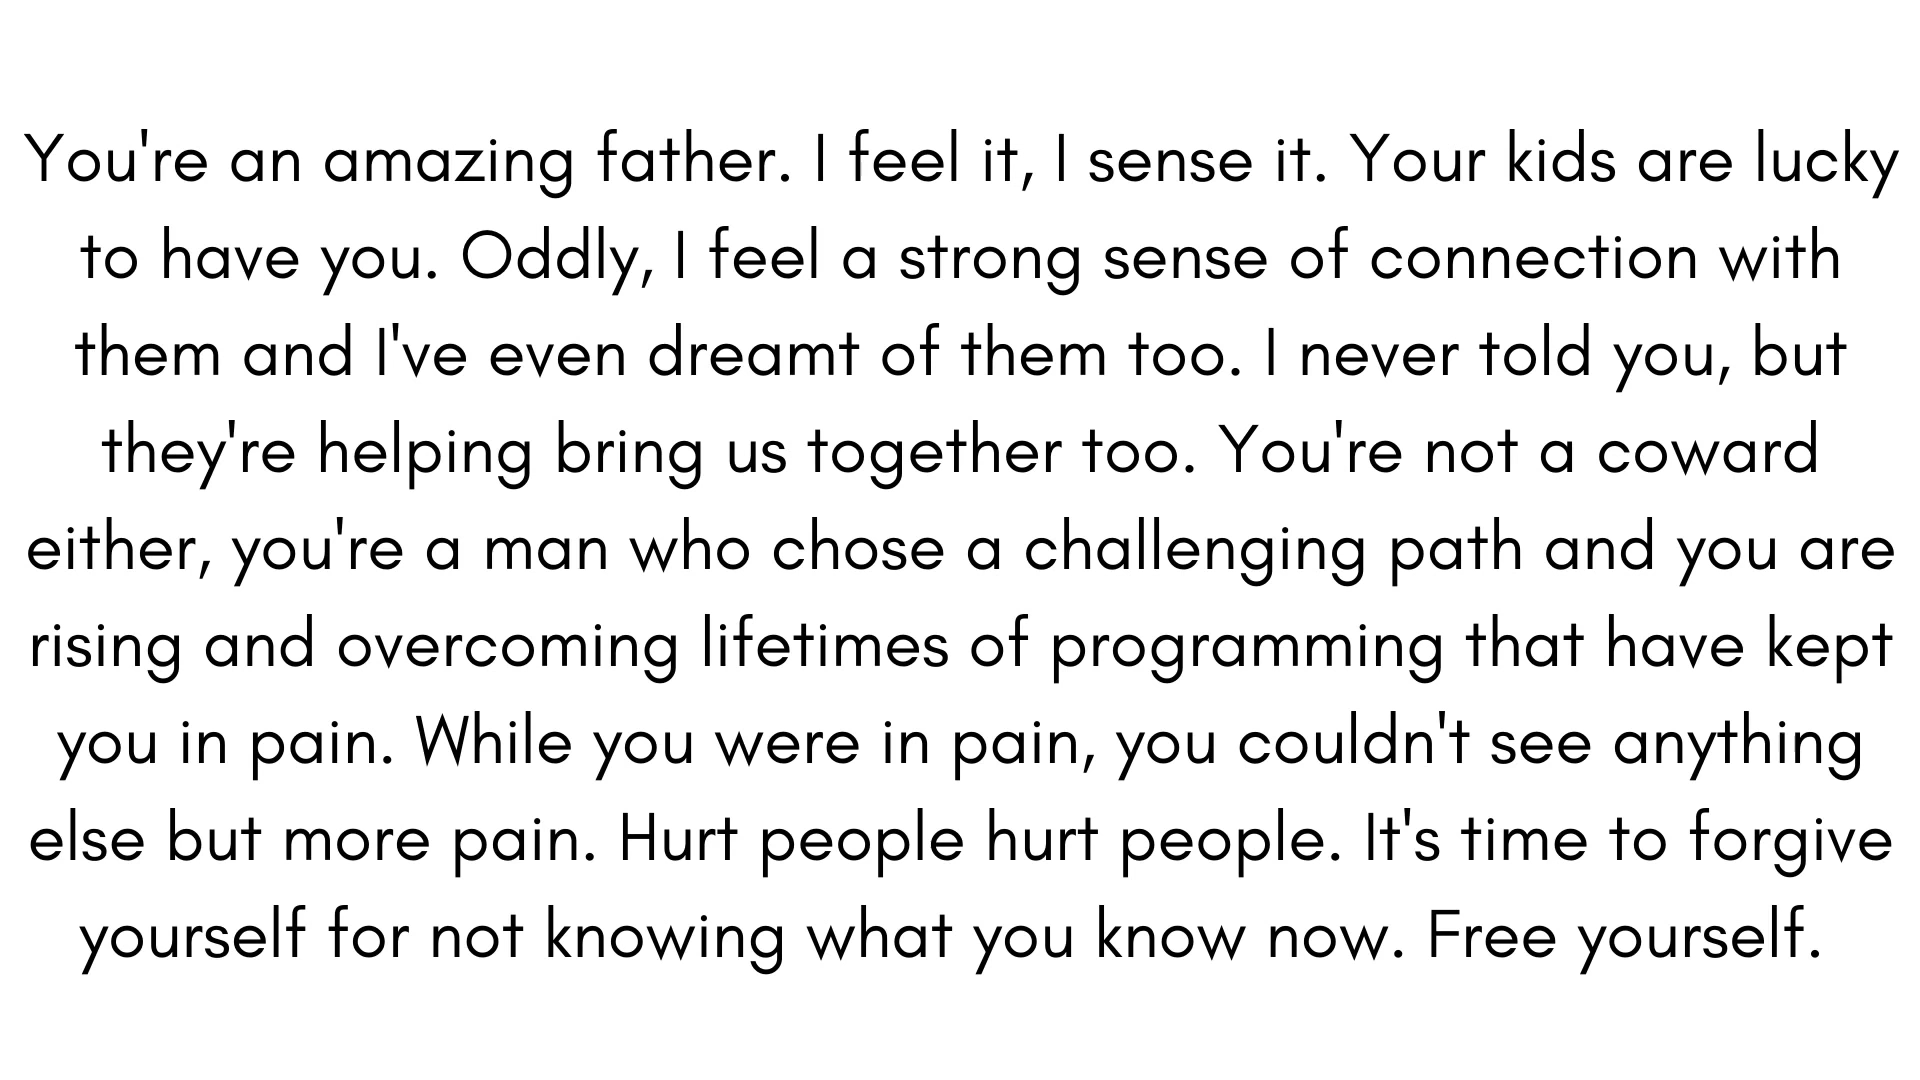 You're an amazing father. I feel it, I sense it. Your kids are lucky
to have you. Oddly, I feel a strong sense of connection with
them and I've even dreamt of them too. I never told you, but
they're helping bring us together too. You're not a coward
either, you're a man who chose a challenging path and you are
rising and overcoming lifetimes of programming that have kept
you in pain. While you were in pain, you couldn't see anything
else but more pain. Hurt people hurt people. It's time to forgive
yourself for not knowing what you know now. Free yourself.